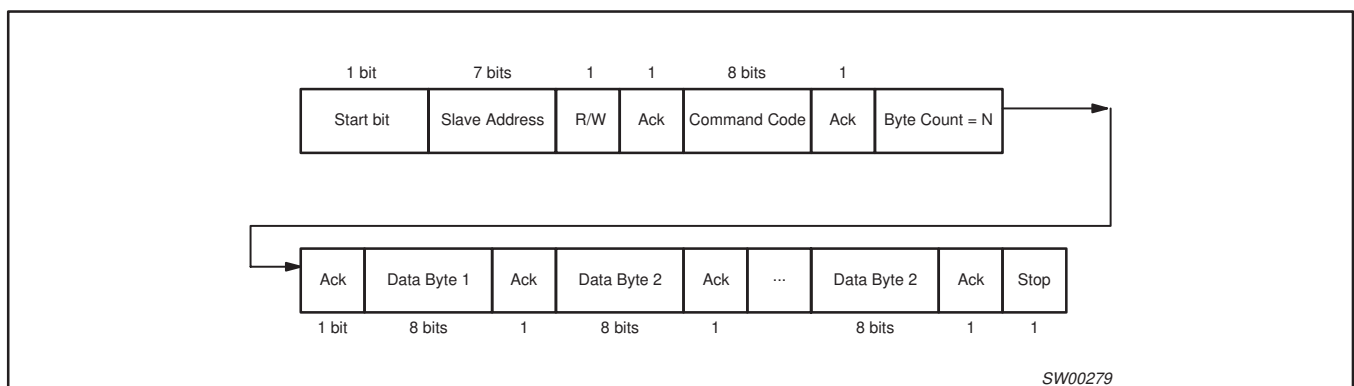 1 bit 7 bits 1 1 8 bits 1
Start bit Slave Address R/W Ack Command Code Ack Byte Count = N
Ack Data Byte 1 Ack Data Byte 2 Ack ... Data Byte 2 Ack Stop
1 bit 8 bits 1 8 bits 1 8 bits 1 1
SW00279